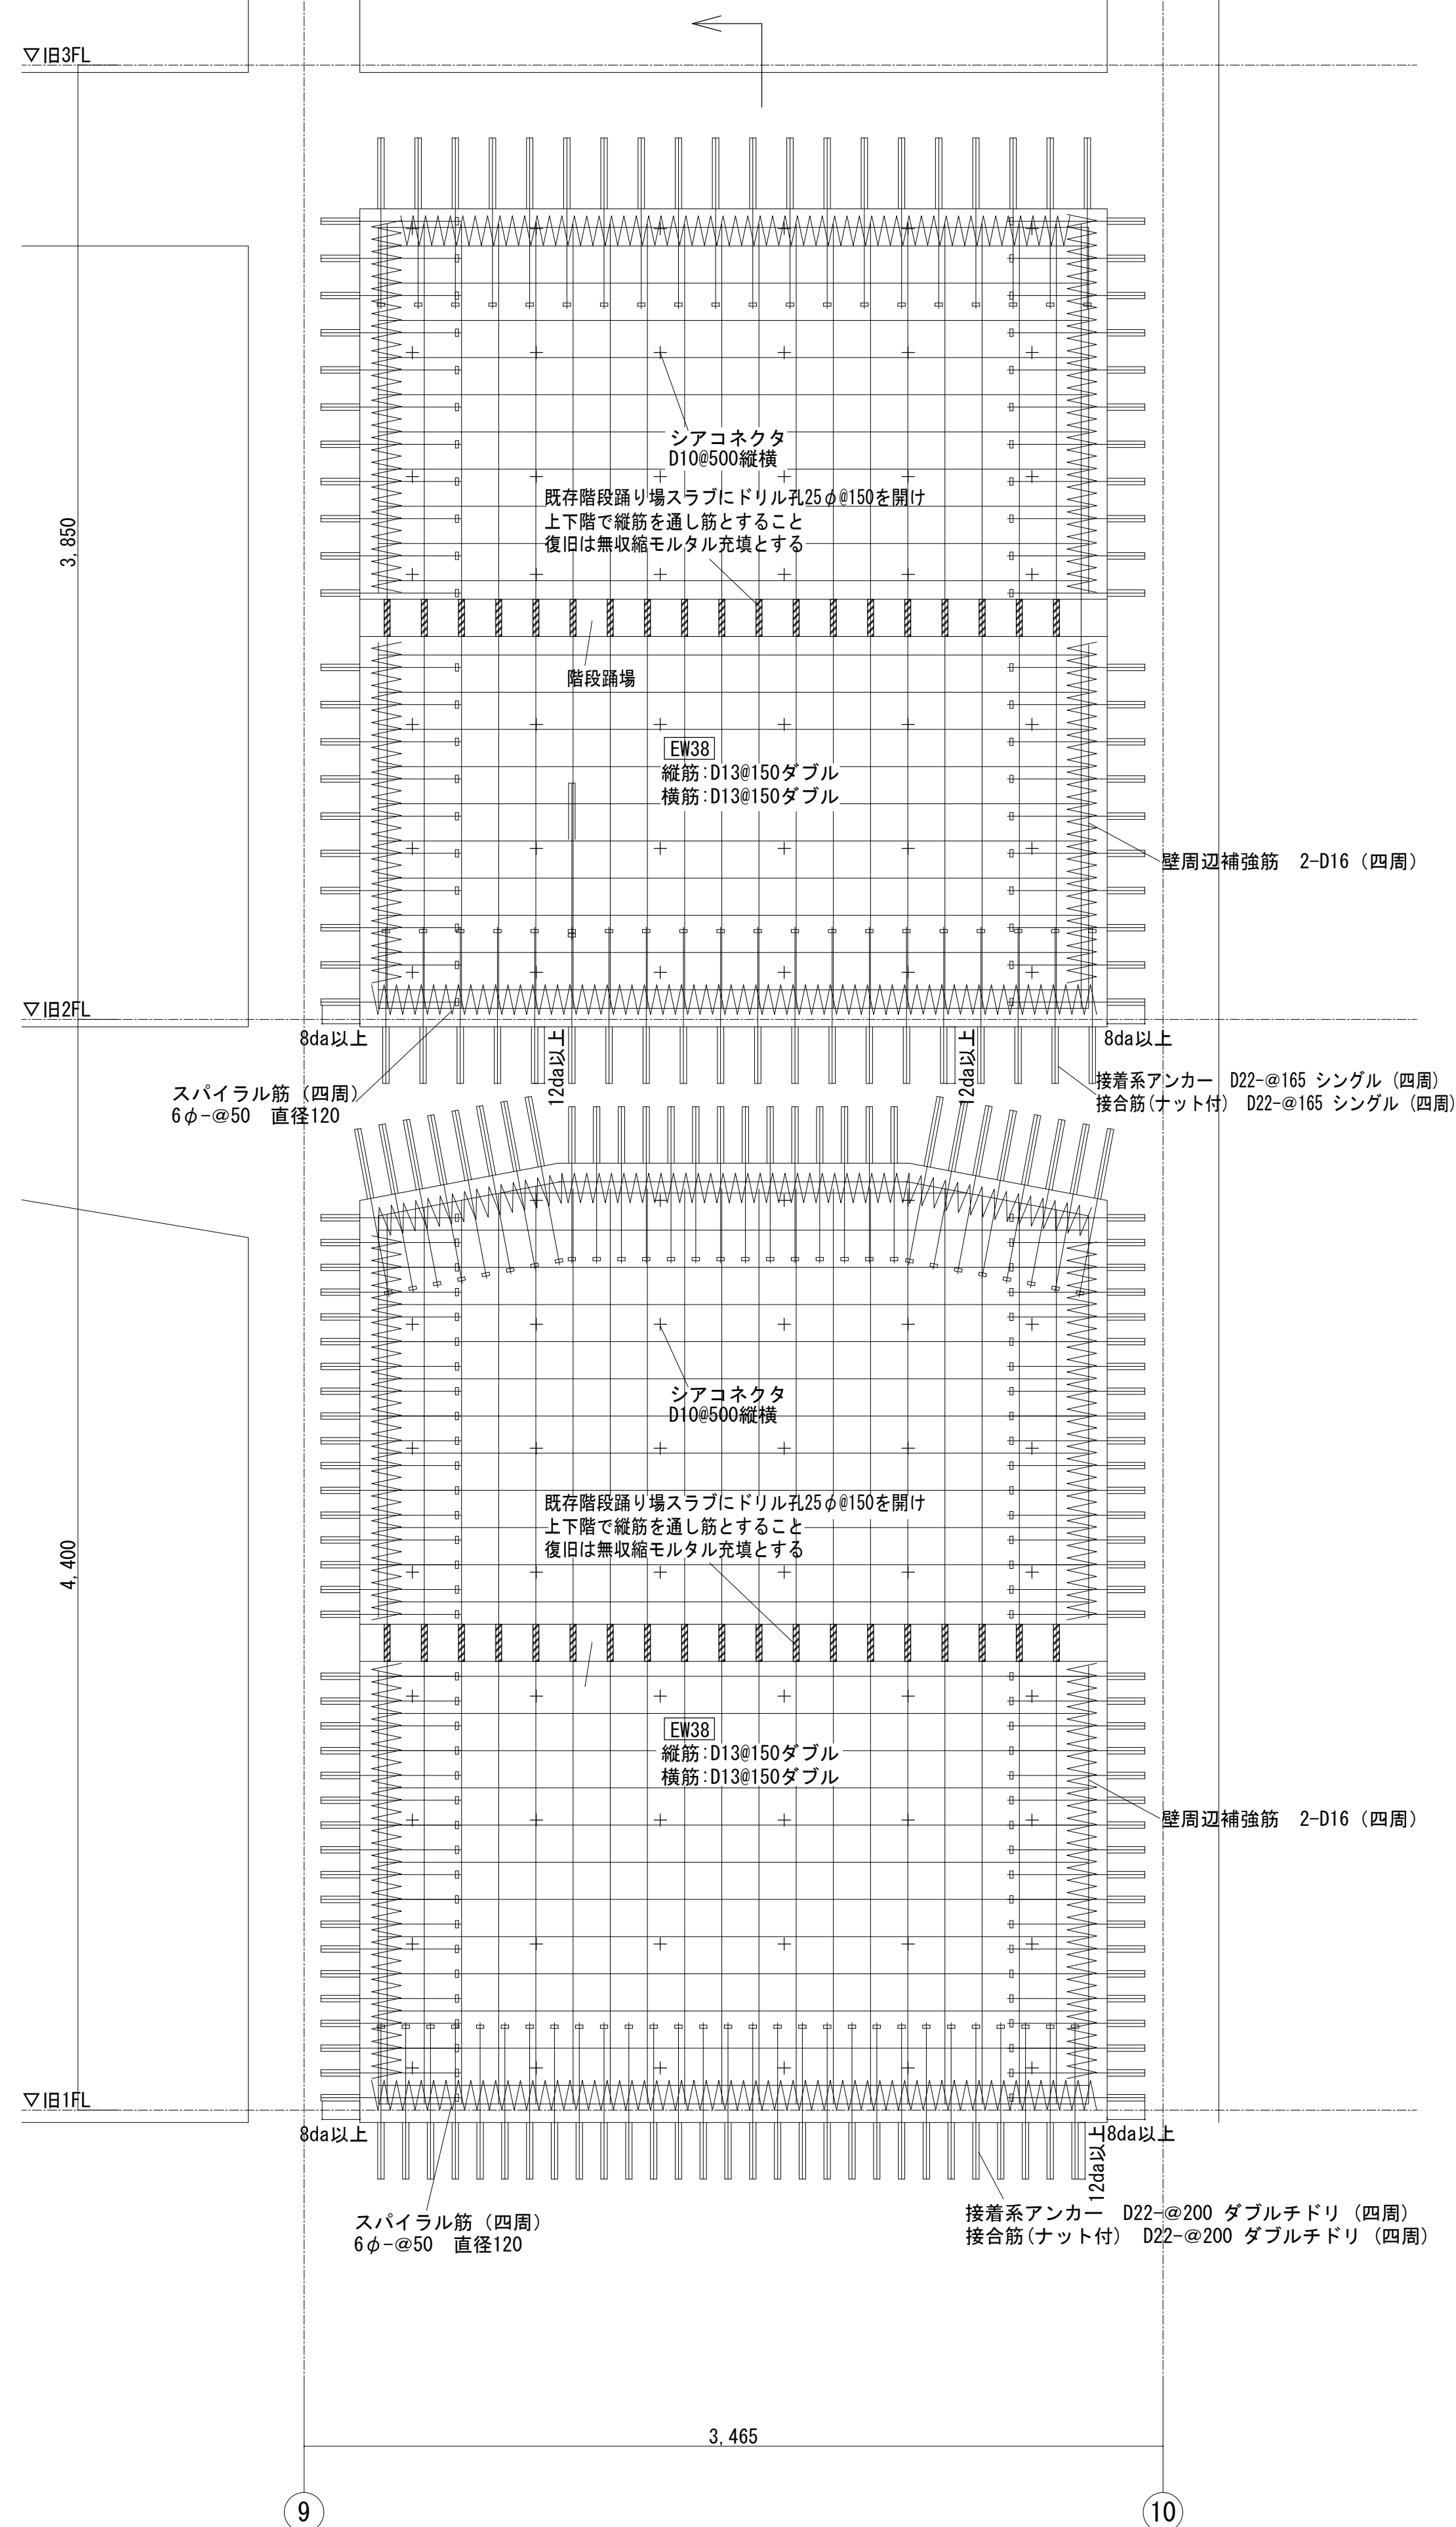 ▽旧3FL
3,850
シアコネクタ
D10@500縦横
既存階段踊り場スラブにドリル孔25φ@150を開け
上下階で縦筋を通し筋とすること
復旧は無収縮モルタル充填とする
階段踊場
EW38
縦筋:D13@150ダブル
横筋:D13@150ダブル
壁周辺補強筋 2-D16(四周)
▽旧2FL
8da以上
12da以上
12da以上
8da以上
スパイラル筋(四周)
6φ-@50 直径120
接着系アンカー D22-@165 シングル(四周)
接合筋(ナット付) D22-@165 シングル(四周)
4,400
シアコネクタ
D10@500縦横
既存階段踊り場スラブにドリル孔25φ@150を開け
上下階で縦筋を通し筋とすること
復旧は無収縮モルタル充填とする
EW38
縦筋:D13@150ダブル
横筋:D13@150ダブル
壁周辺補強筋 2-D16(四周)
▽旧1FL
8da以上
12da以上
8da以上
スパイラル筋(四周)
6φ-@50 直径120
接着系アンカー D22-@200 ダブルチドリ(四周)
接合筋(ナット付) D22-@200 ダブルチドリ(四周)
3,465
9
10